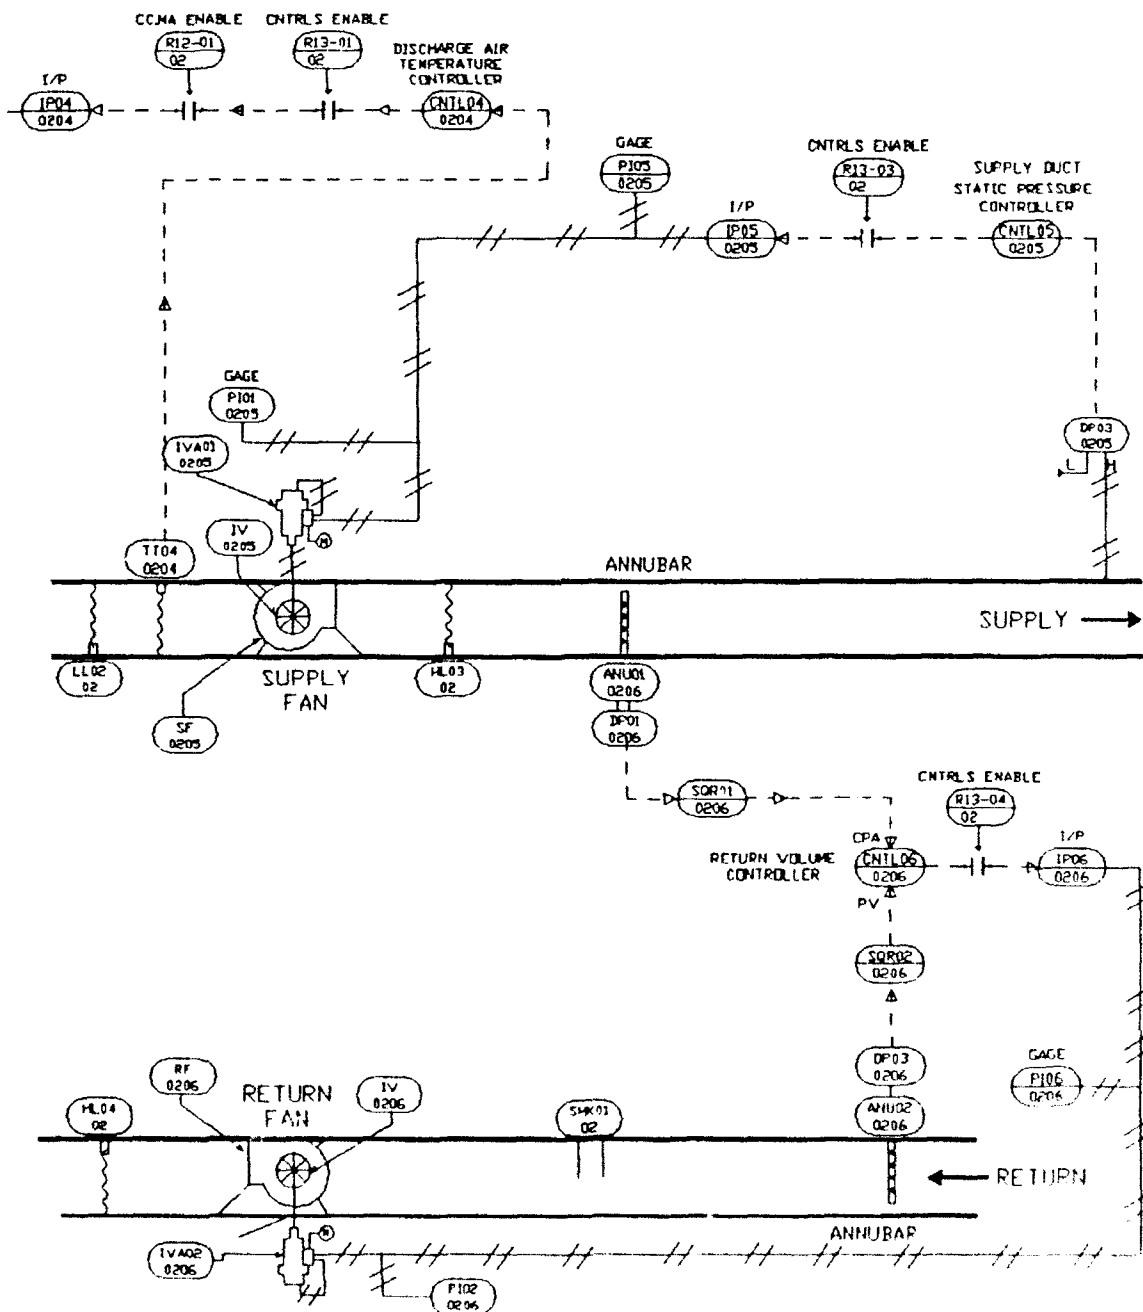 CCMA ENABLE
CNTRLS ENABLE
R12-01
02
R13-01
02
DISCHARGE AIR
TEMPERATURE
CONTROLLER
I/P
IP04
0204
CNTL04
0204
GAGE
PI05
0205
CNTRLS ENABLE
R13-03
02
SUPPLY DUCT
STATIC PRESSURE
CONTROLLER
I/P
IP05
0205
CNTL05
0205
GAGE
PI01
0205
IVA01
0205
M
DP03
0205
L H
TT04
0204
IV
0205
ANNUBAR
SUPPLY
LL02
02
SUPPLY
FAN
HL03
02
ANU01
0206
SF
0205
DP01
0206
SQR01
0206
CNTRLS ENABLE
R13-04
02
CPA
RETURN VOLUME
CONTROLLER
CNTL06
0206
I/P
IP06
0206
PV
SQR02
0206
DP03
0206
GAGE
PI06
0206
RF
0206
RETURN
FAN
IV
0206
HL04
02
SMK01
02
ANU02
0206
RETURN
ANNUBAR
M
IVA02
0206
PI02
0206